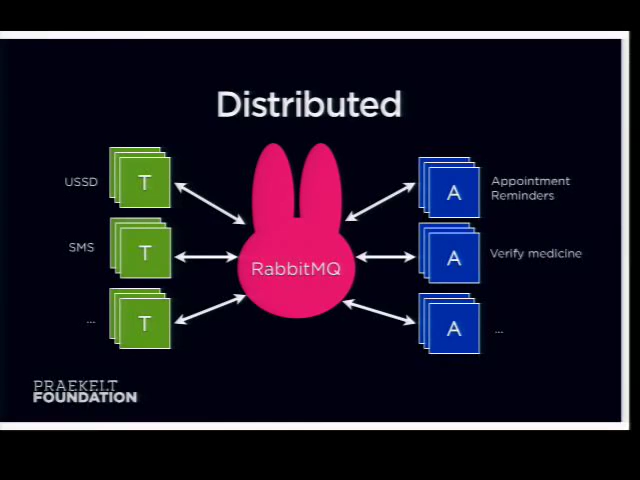 Distributed
USSD
T
SMS
T
...
T
RabbitMQ
A
Appointment
Reminders
A
Verify medicine
A
...
PRAEKELT
FOUNDATION